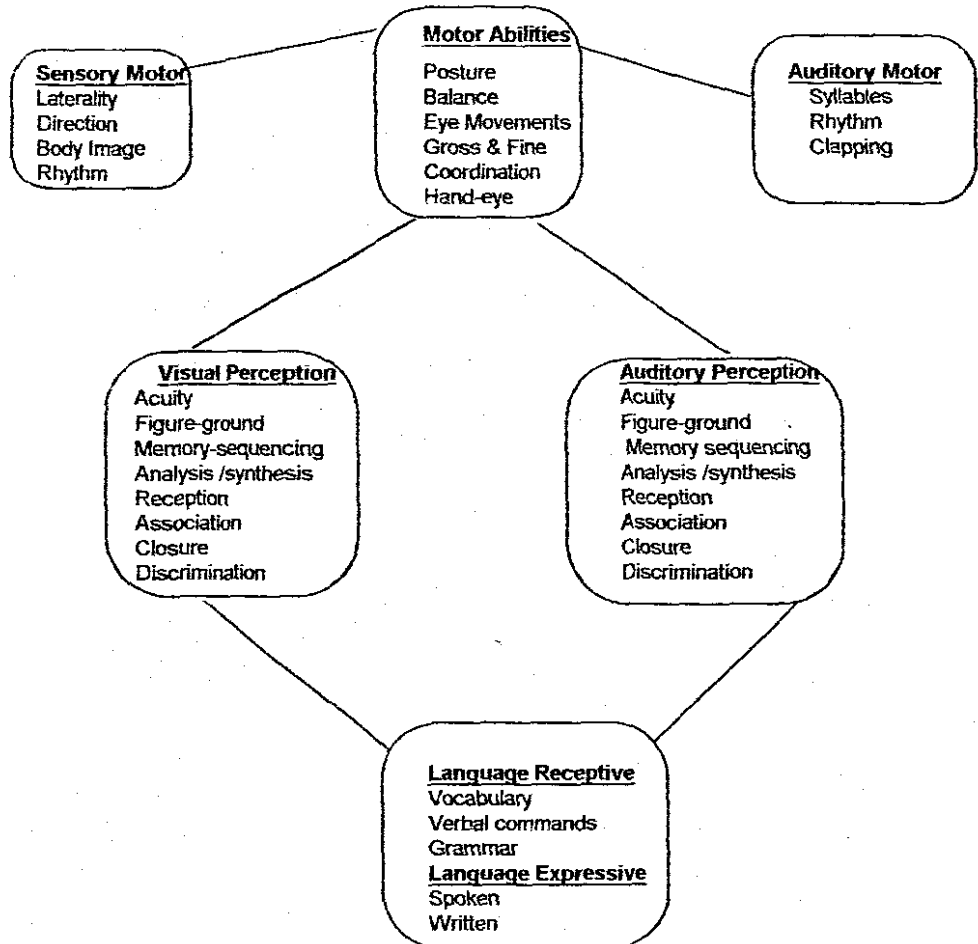 Motor Abilities
Posture
Balance
Eye Movements
Gross & Fine
Coordination
Hand-eye
Sensory Motor
Laterality
Direction
Body Image
Rhythm
Auditory Motor
Syllables
Rhythm
Clapping
Visual Perception
Acuity
Figure-ground
Memory-sequencing
Analysis /synthesis
Reception
Association
Closure
Discrimination
Auditory Perception
Acuity
Figure-ground
Memory sequencing
Analysis /synthesis
Reception
Association
Closure
Discrimination
Language Receptive
Vocabulary
Verbal commands
Grammar
Language Expressive
Spoken
Written